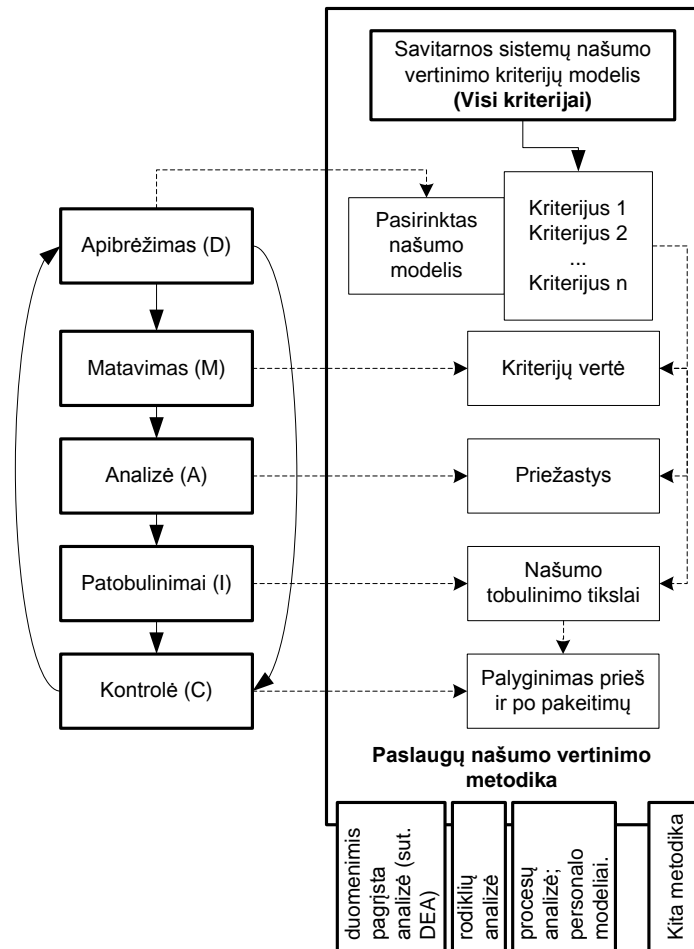 Savitarnos sistemų našumo
vertinimo kriterijų modelis
(Visi kriterijai)
Pasirinktas
našumo
modelis
Kriterijus 1
Kriterijus 2
...
Kriterijus n
Apibrėžimas (D)
Matavimas (M)
Kriterijų vertė
Analizė (A)
Priežastys
Patobulinimai (I)
Našumo
tobulinimo tikslai
Kontrolė (C)
Palyginimas prieš
ir po pakeitimų
Paslaugų našumo vertinimo
metodika
duomenimis
pagrįsta
analizė (sut.
DEA)
rodiklių
analizė
procesų
analizė;
personalo
modeliai.
Kita metodika